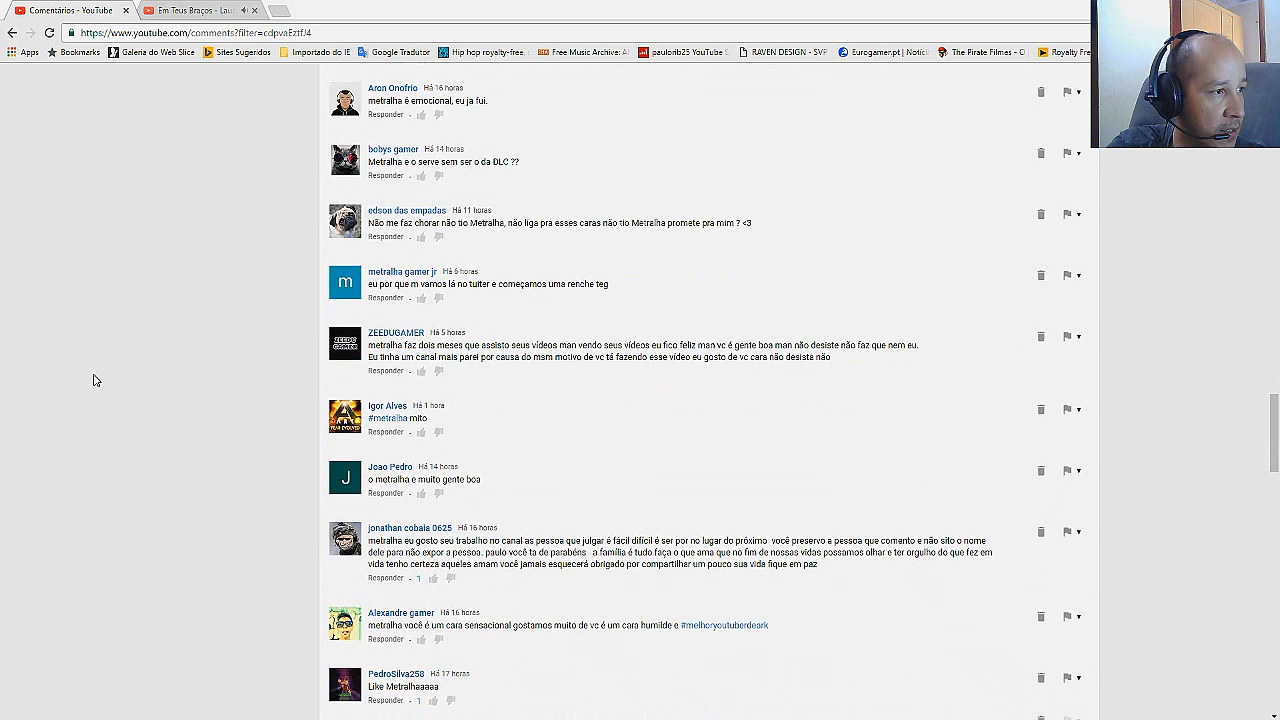 Comentários - YouTube
Em Teus Braços - Lau
https://www.youtube.com/comments?filter=cdpvaEztfJ4
Apps
Bookmarks
Galeria do Web Slice
Sites Sugeridos
Importado do IE
Google Tradutor
Hip hop royalty-free,
Free Music Archive: Al
paulorib25 YouTube S
RAVEN DESIGN - SVP
Eurogamer.pt | Notíci
The Pirate Filmes - O
Royalty Fre
Aron Onofrio Há 16 horas
metralha é emocional, eu ja fui.
Responder
bobys gamer Há 14 horas
Metralha e o serve sem ser o da DLC ??
Responder
edson das empadas Há 11 horas
Não me faz chorar não tio Metralha, não liga pra esses caras não tio Metralha promete pra mim ? <3
Responder
m
metralha gamer jr Há 6 horas
eu por que m vamos lá no tuiter e começamos uma renche teg
Responder
ZEEDUGAMER Há 5 horas
metralha faz dois meses que assisto seus vídeos man vendo seus vídeos eu fico feliz man vc é gente boa man não desiste não faz que nem eu.
Eu tinha um canal mais parei por causa do msm motivo de vc tá fazendo esse vídeo eu gosto de vc cara não desista não
Responder
Igor Alves Há 1 hora
#metralha mito
Responder
J
Joao Pedro Há 14 horas
o metralha e muito gente boa
Responder
jonathan cobaia 0625 Há 16 horas
metralha eu gosto seu trabalho no canal as pessoa que julgar é fácil difícil é ser por no lugar do próximo você preservo a pessoa que comento e não sito o nome
dele para não expor a pessoa. paulo você ta de parabéns a família é tudo faça o que ama que no fim de nossas vidas possamos olhar e ter orgulho do que fez em
vida tenho certeza aqueles amam você jamais esquecerá obrigado por compartilhar um pouco sua vida fique em paz
Responder 1
Alexandre gamer Há 16 horas
metralha você é um cara sensacional gostamos muito de vc é um cara humilde e #melhoryoutuberdeark
Responder
PedroSilva258 Há 17 horas
Like Metralhaaaaa
Responder 1